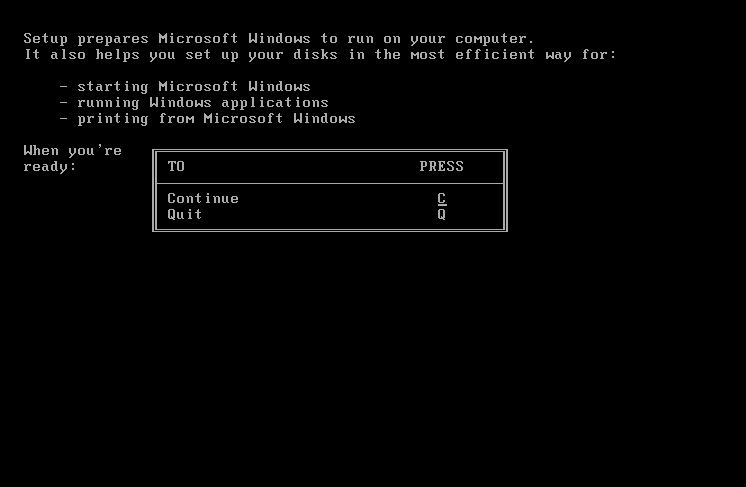 Setup prepares Microsoft Windows to run on your computer.
It also helps you set up your disks in the most efficient way for:
- starting Microsoft Windows
- running Windows applications
- printing from Microsoft Windows
When you're
ready:
TO PRESS
Continue C
Quit Q